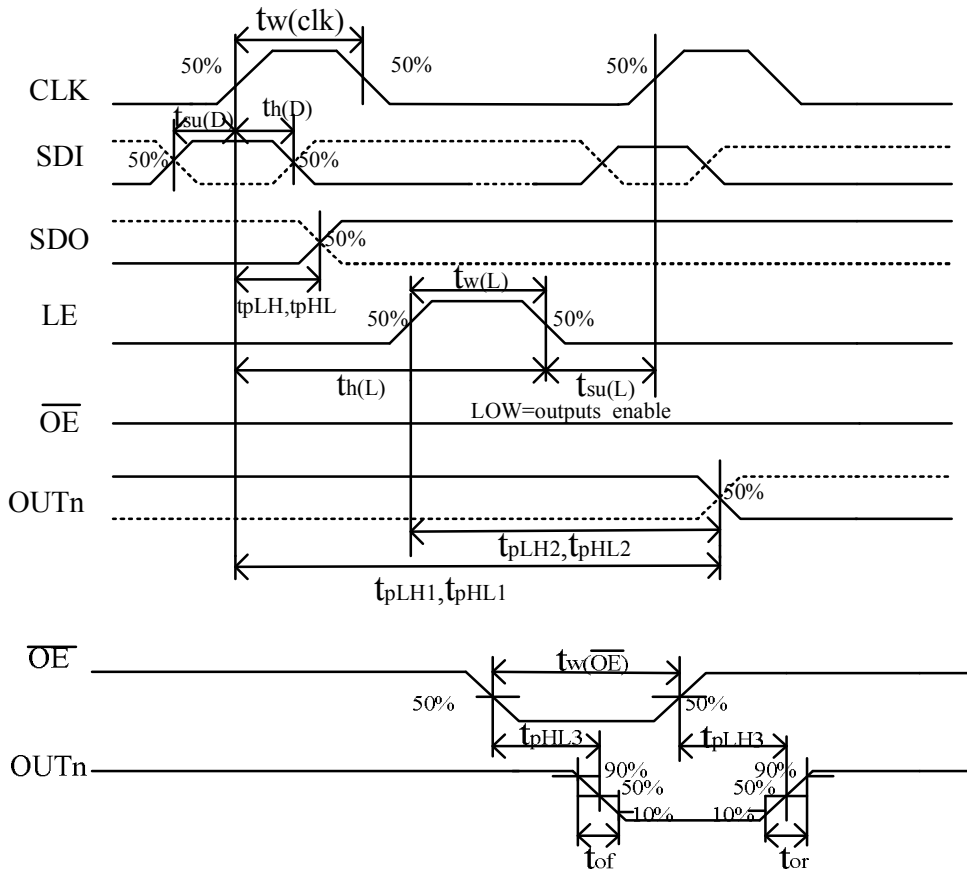 tw(clk)
50% 50% 50%
CLK
tsu(D) th(D)
SDI
50% 50%
SDO 50%
tpLH,tpHL
tw(L)
LE
50% 50%
th(L) tsu(L)
LOW=outputs enable
OE
OUTn 50%
tpLH2,tpHL2
tpLH1,tpHL1
OE
tw(OE)
50% 50%
tpHL3 tpLH3
OUTn
90% 90%
50% 50%
10% 10%
tof tor